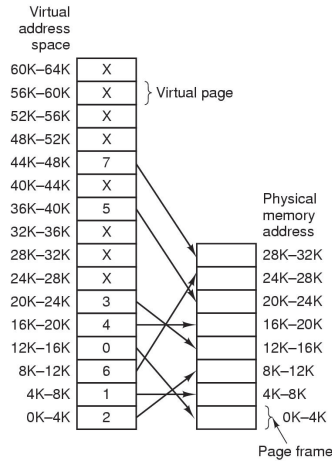 Virtual
address
space
60K–64K X
56K–60K X } Virtual page
52K–56K X
48K–52K X
44K–48K 7
40K–44K X
36K–40K 5
32K–36K X
28K–32K X
24K–28K X
20K–24K 3
16K–20K 4
12K–16K 0
8K–12K 6
4K–8K 1
0K–4K 2
Physical
memory
address
28K–32K
24K–28K
20K–24K
16K–20K
12K–16K
8K–12K
4K–8K
} 0K–4K
Page frame